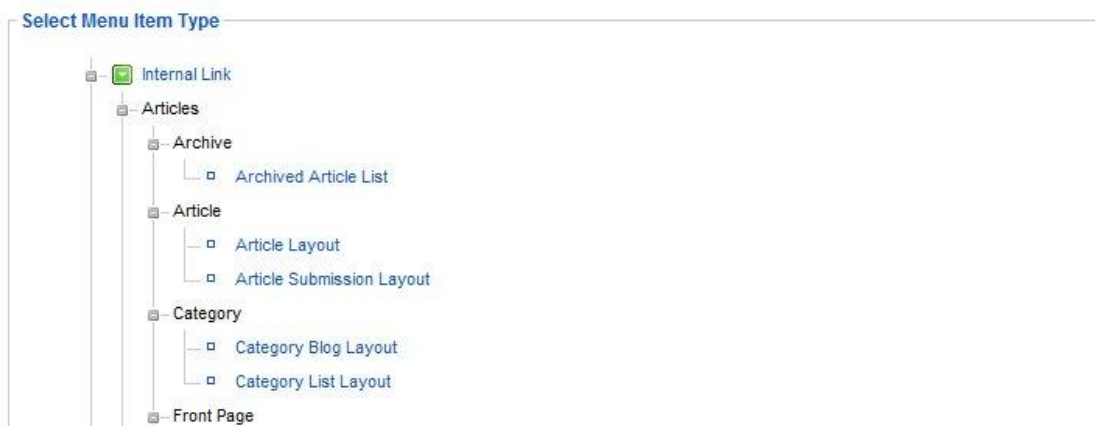 Select Menu Item Type
Internal Link
Articles
Archive
Archived Article List
Article
Article Layout
Article Submission Layout
Category
Category Blog Layout
Category List Layout
Front Page